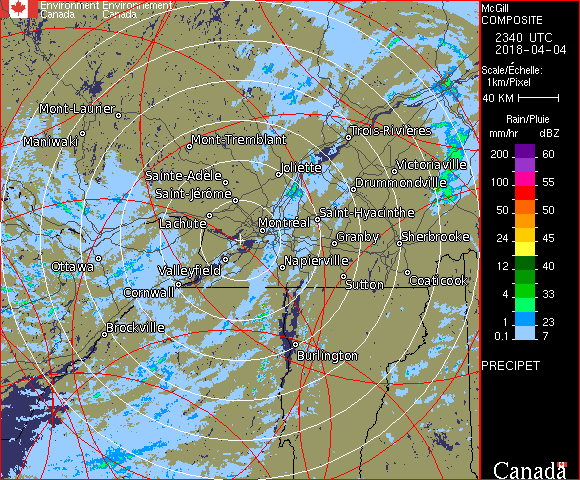 Environment Environnement
Canada Canada
Mont-Laurier
Maniwaki
Mont-Tremblant
Trois-Rivières
Joliette
Victoriaville
Sainte-Adèle
Drummondville
Saint-Jérôme
Saint-Hyacinthe
Lachute
Montréal
Granby
Sherbrooke
Ottawa
Valleyfield
Napierville
Cornwall
Sutton
Coaticook
Brockville
Burlington
McGill
COMPOSITE
2340 UTC
2018-04-04
Scale/Échelle:
1km/Pixel
40 KM
Rain/Pluie
mm/hr dBZ
200 60
100 55
50 50
24 45
12 40
4 33
1 23
0.1 7
PRECIPET
Canada